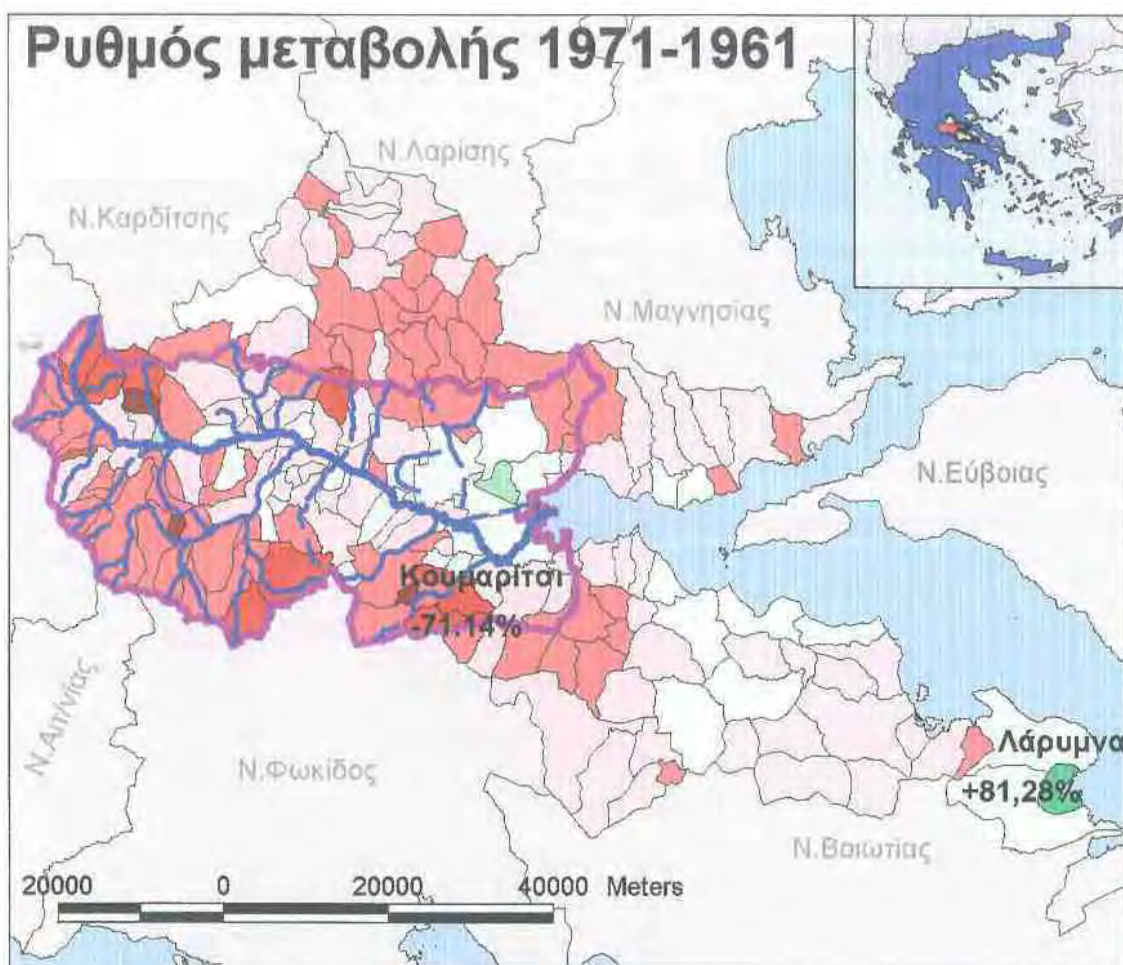 Ρυθμός μεταβολής 1971-1961
Ν.Λαρίσης
Ν.Καρδίτσης
Ν.Μαγνησίας
Ν.Εύβοιας
Κουμαρίτσι
-71.14%
Ν.Αιτ/νίας
Ν.Φωκίδος
Λάρυμνα
+81,28%
Ν.Βοιωτίας
20000 0 20000 40000 Meters